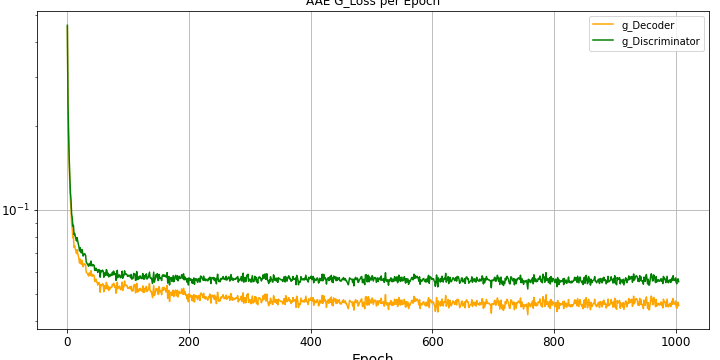 AAE G_Loss per Epoch
g_Decoder
g_Discriminator
10⁻¹
0
200
400
600
800
1000
Epoch